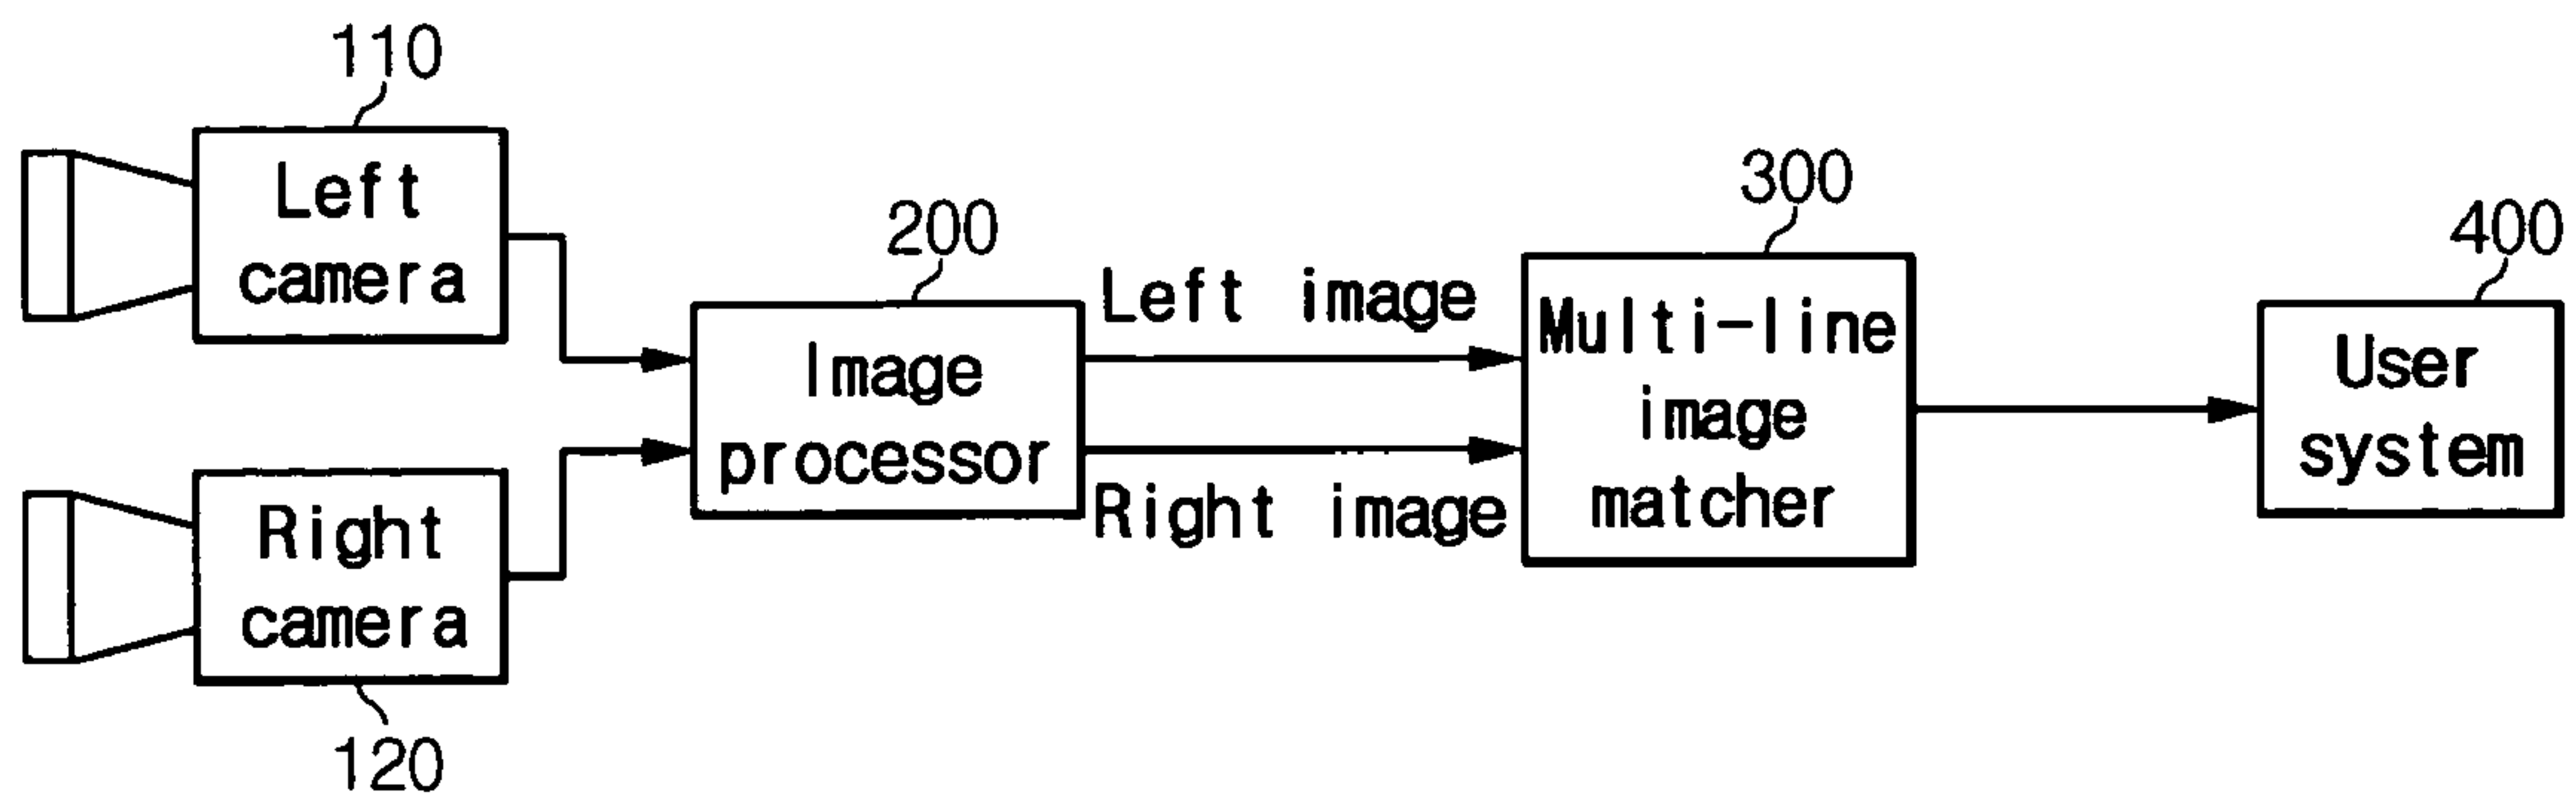 110
Left
camera
200
Image
processor
Left image
Right image
300
Multi-line
image
matcher
400
User
system
Right
camera
120